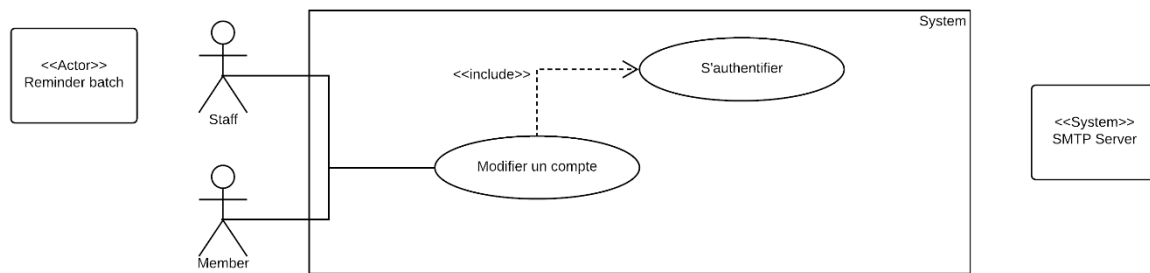 System
<<Actor>>
Reminder batch
Staff
<<include>>
S'authentifier
<<System>>
SMTP Server
Modifier un compte
Member